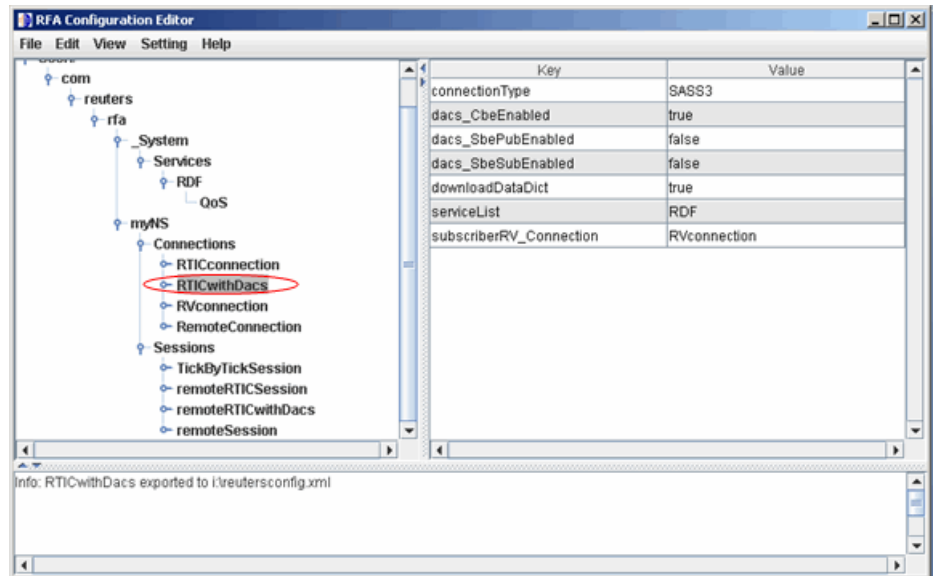 RFA Configuration Editor
File Edit View Setting Help
com
reuters
rfa
_System
Services
RDF
QoS
myNS
Connections
RTICconnection
RTICwithDacs
RVconnection
RemoteConnection
Sessions
TickByTickSession
remoteRTICSession
remoteRTICwithDacs
remoteSession
Key Value
connectionType SASS3
dacs_CbeEnabled true
dacs_SbePubEnabled false
dacs_SbeSubEnabled false
downloadDataDict true
serviceList RDF
subscriberRV_Connection RVconnection
Info: RTICwithDacs exported to i:\reutersconfig.xml